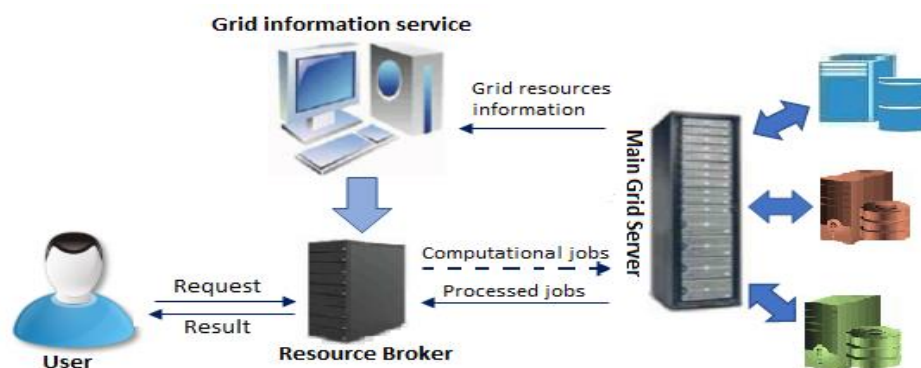 Grid information service
Grid resources
information
Main Grid Server
Computational jobs
Processed jobs
Request
Result
User
Resource Broker